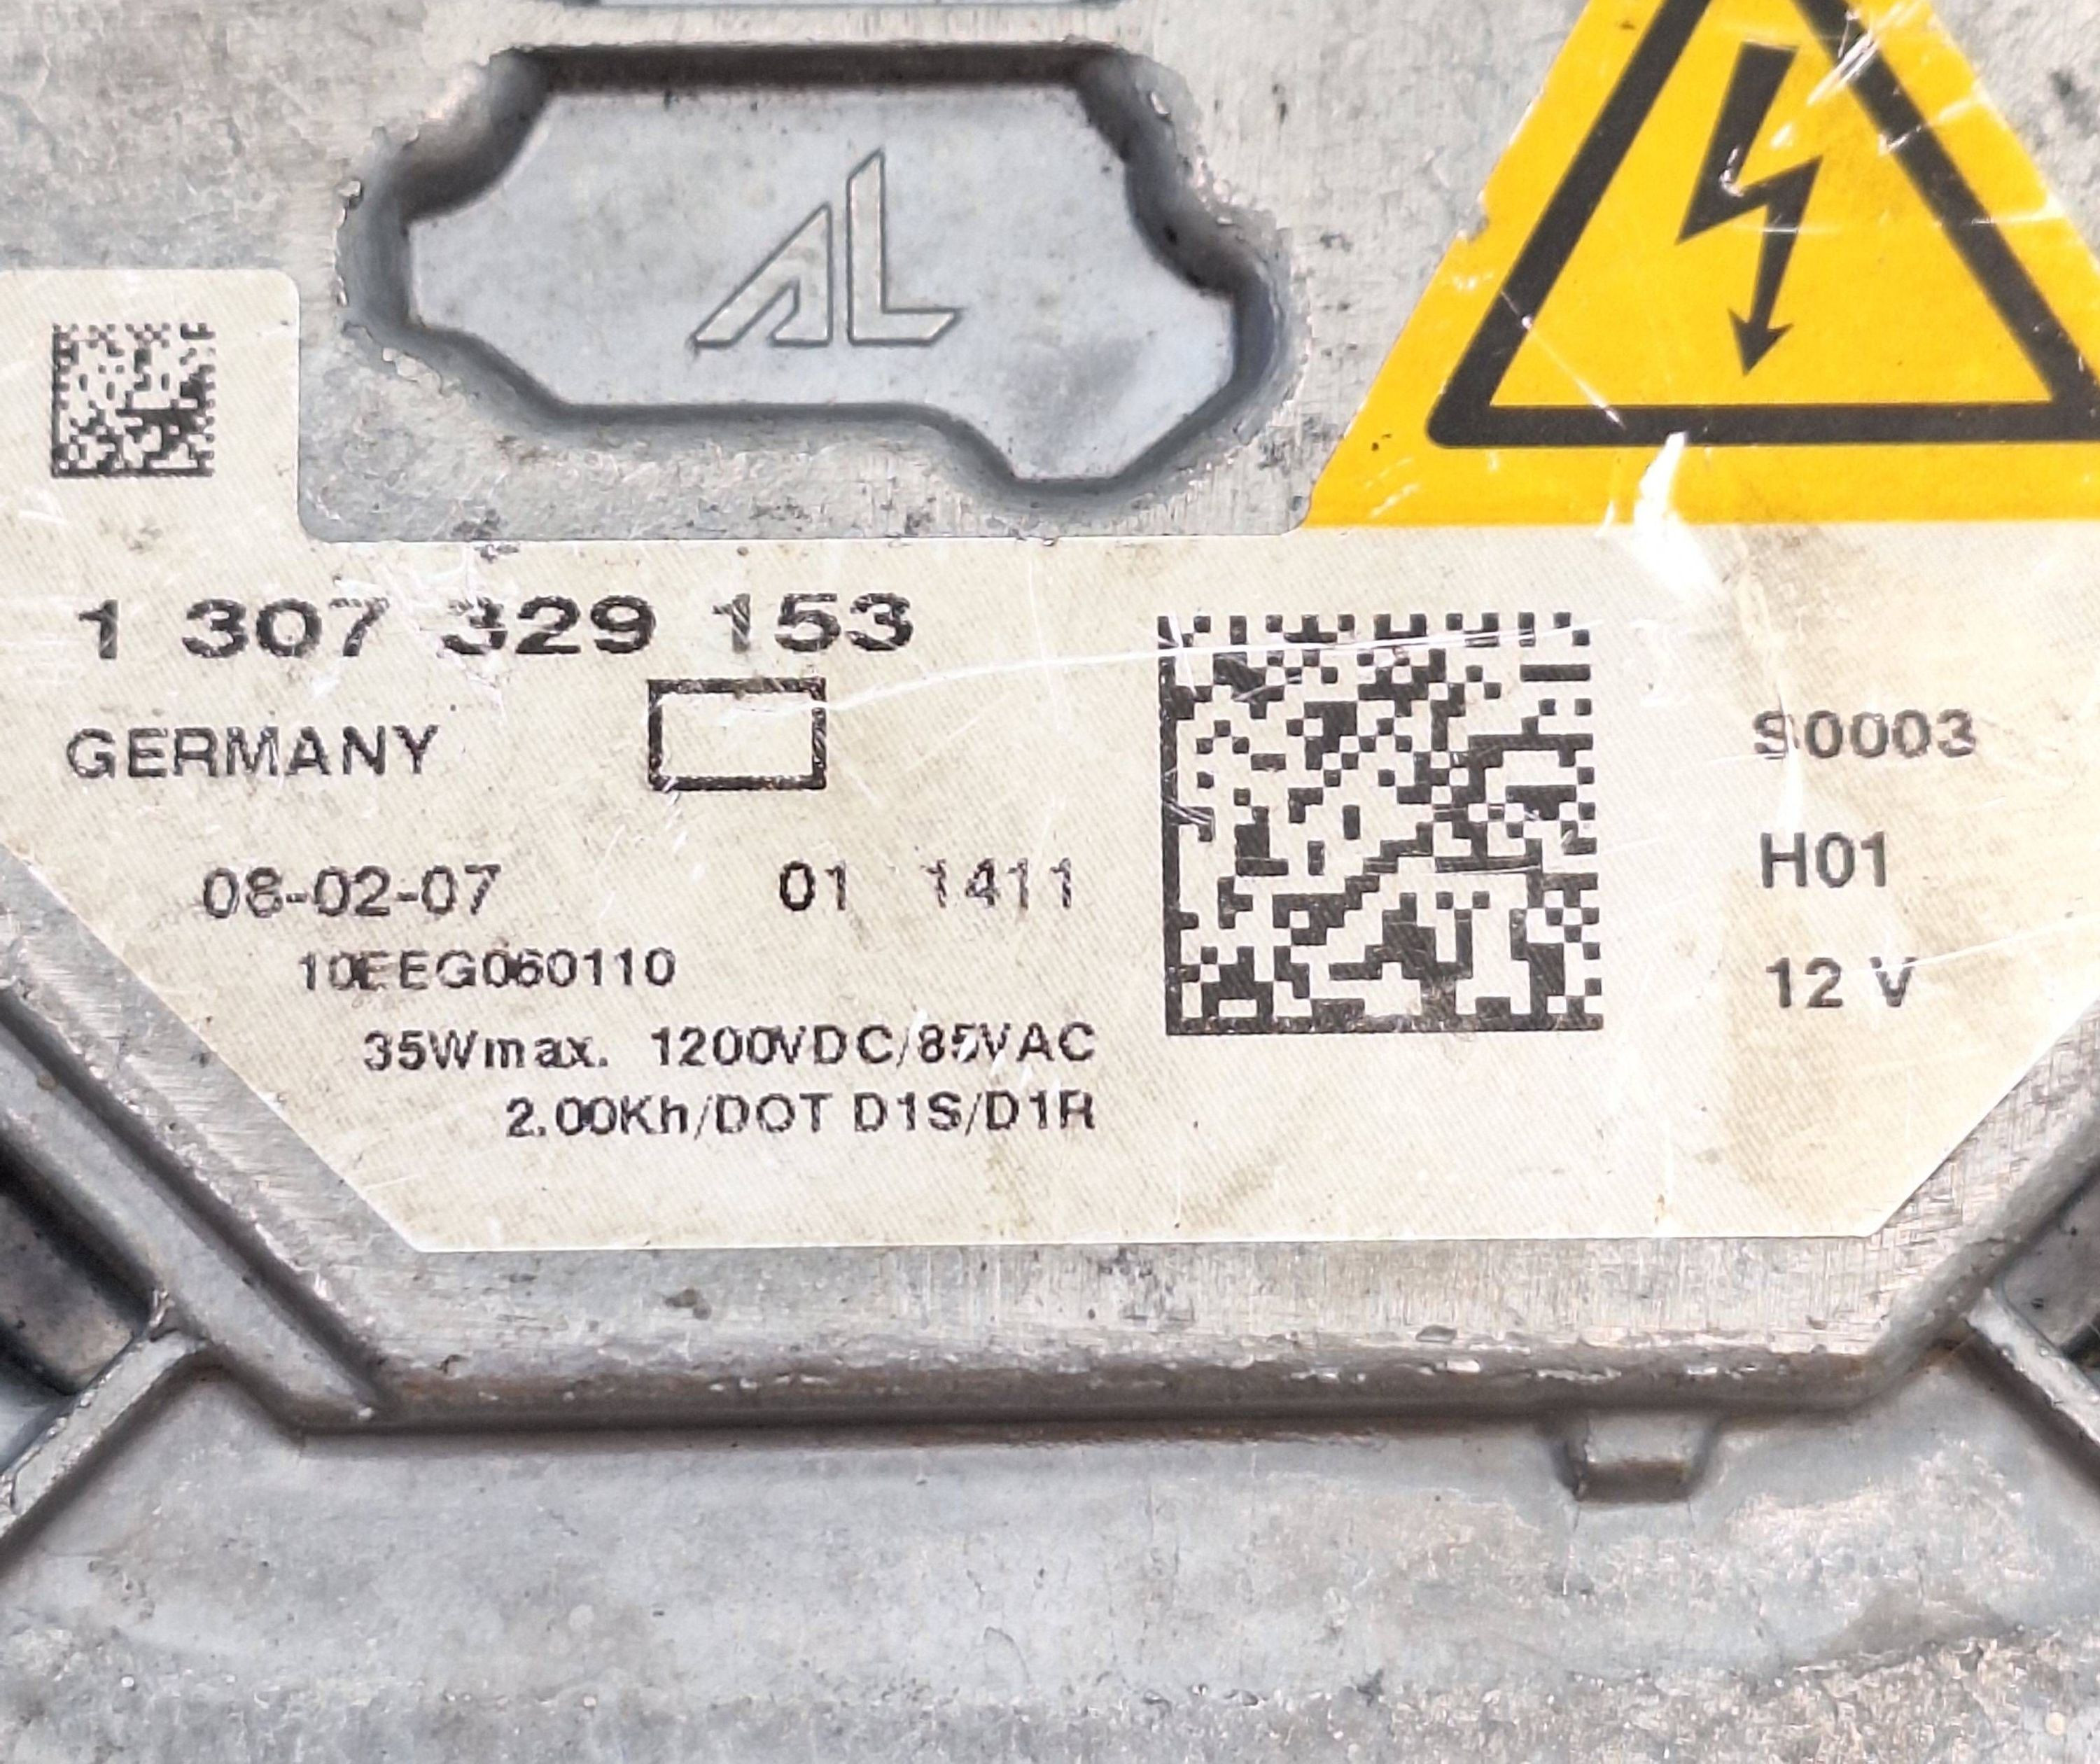 AL
1 307 329 153
GERMANY
08-02-07 01 1411
10EEG060110
35Wmax. 1200VDC/85VAC
2.00Kh/DOT D1S/D1R
S0003
H01
12 V